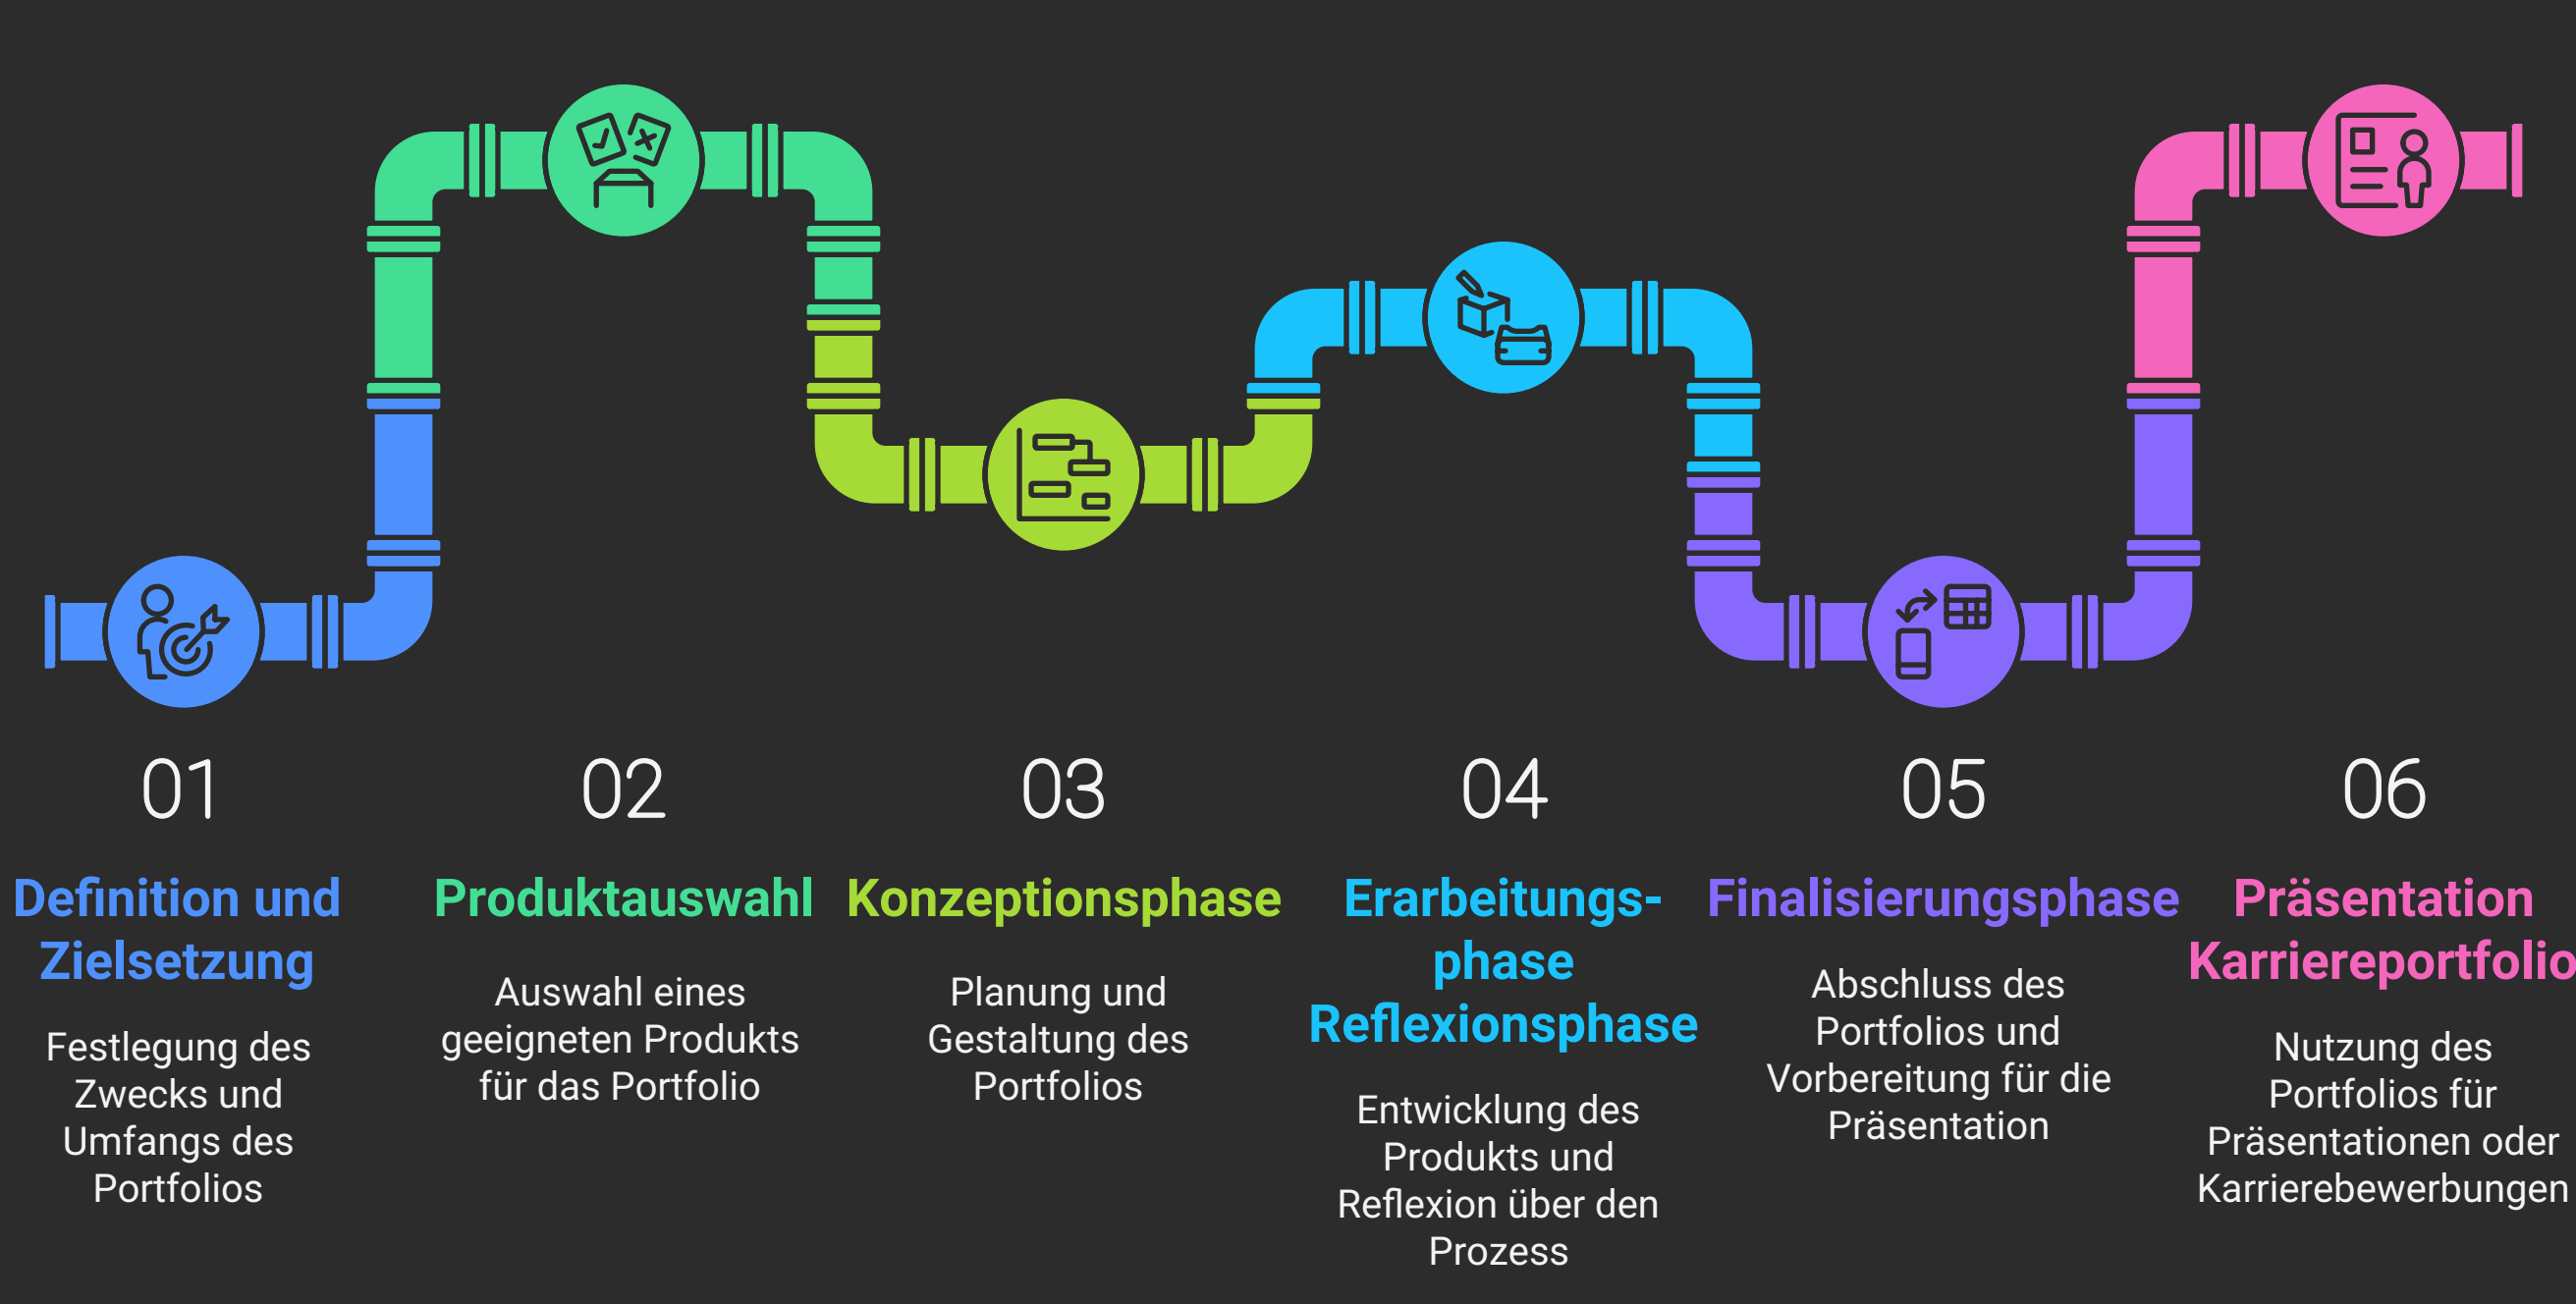 01
Definition und
Zielsetzung
Festlegung des
Zwecks und
Umfangs des
Portfolios
02
Produktauswahl
Auswahl eines
geeigneten Produkts
für das Portfolio
03
Konzeptionsphase
Planung und
Gestaltung des
Portfolios
04
Erarbeitungs-
phase
Reflexionsphase
Entwicklung des
Produkts und
Reflexion über den
Prozess
05
Finalisierungsphase
Abschluss des
Portfolios und
Vorbereitung für die
Präsentation
06
Präsentation
Karriereportfolio
Nutzung des
Portfolios für
Präsentationen oder
Karrierebewerbungen